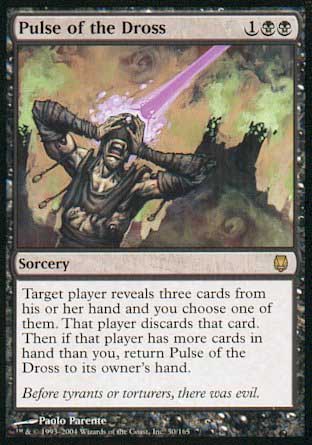 Pulse of the Dross 1
Sorcery
Target player reveals three cards from
his or her hand and you choose one of
them. That player discards that card.
Then if that player has more cards in
hand than you, return Pulse of the
Dross to its owner's hand.
Before tyrants or torturers, there was evil.
Paolo Parente
™ & © 1993-2004 Wizards of the Coast, Inc. 50/165